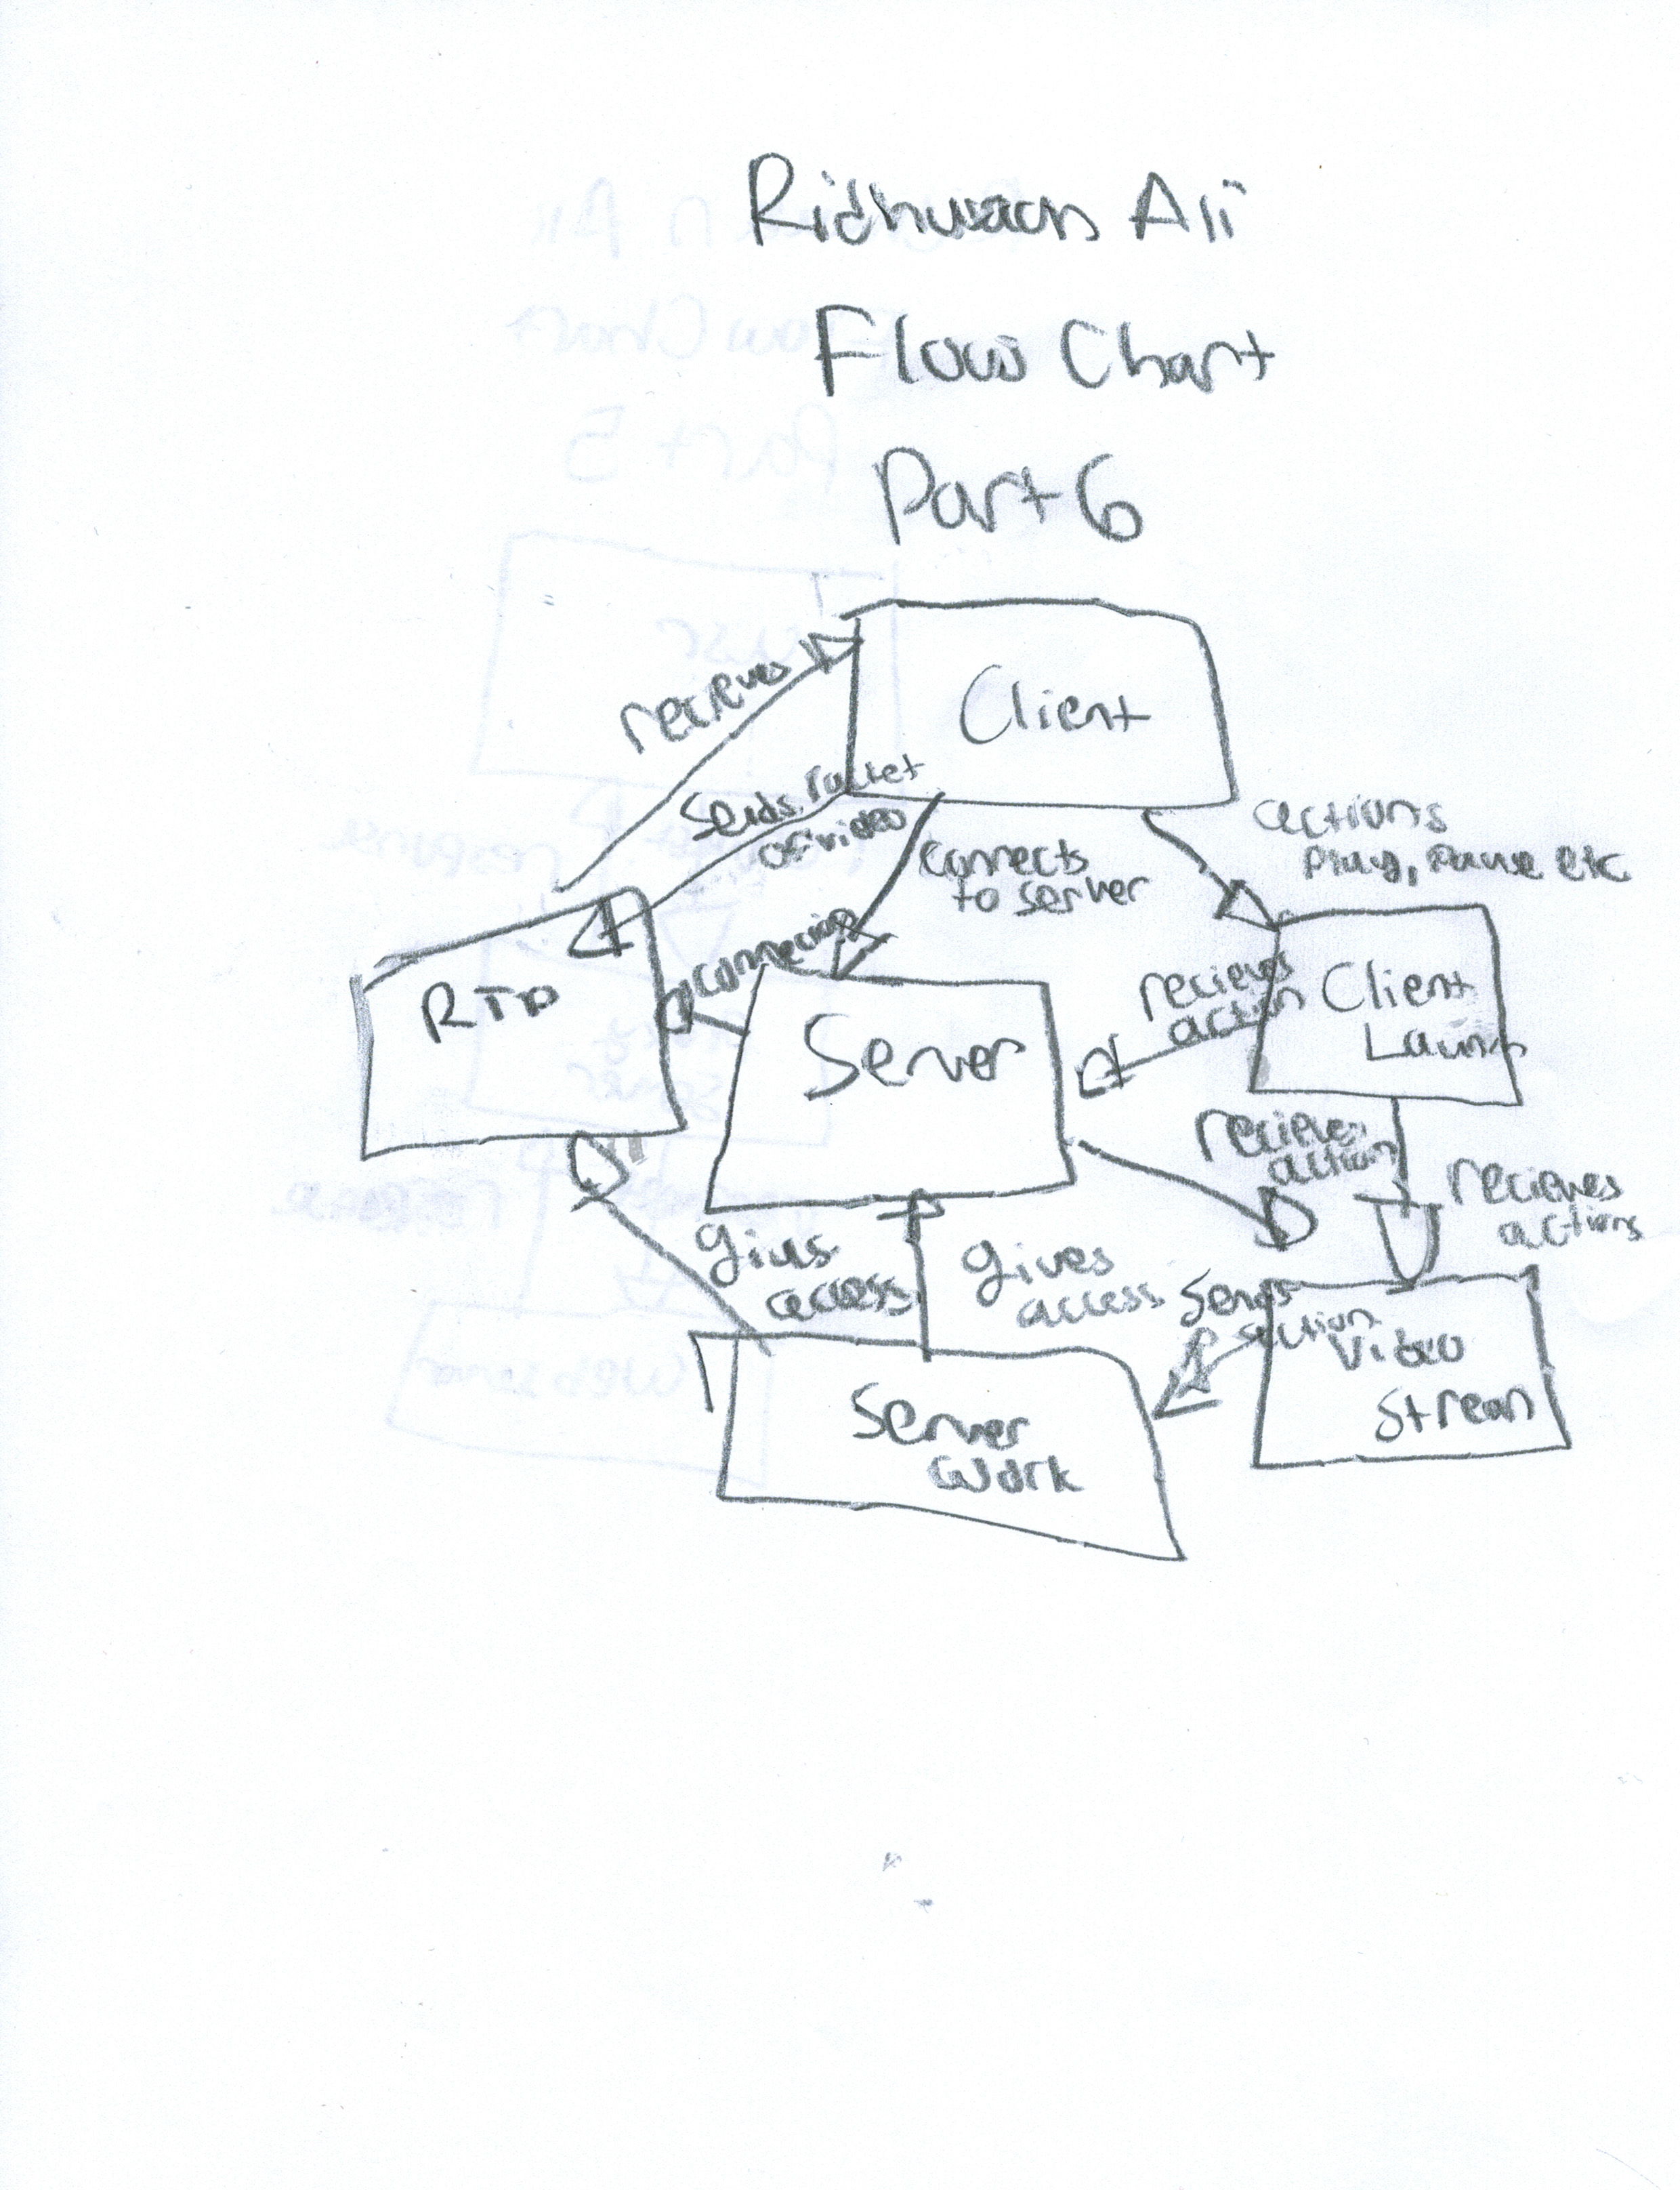 Ridhwan Ali
Flow Chart
Part 6
Client
recieves
Sends Packet
of video
connects
to server
actions
Play, Pause etc
connection
RTP
Server
recieves
action
Client
Launch
recieves
action
recieves
actions
gives
access
gives
access
Sends
action
Video
Stream
Server
Work